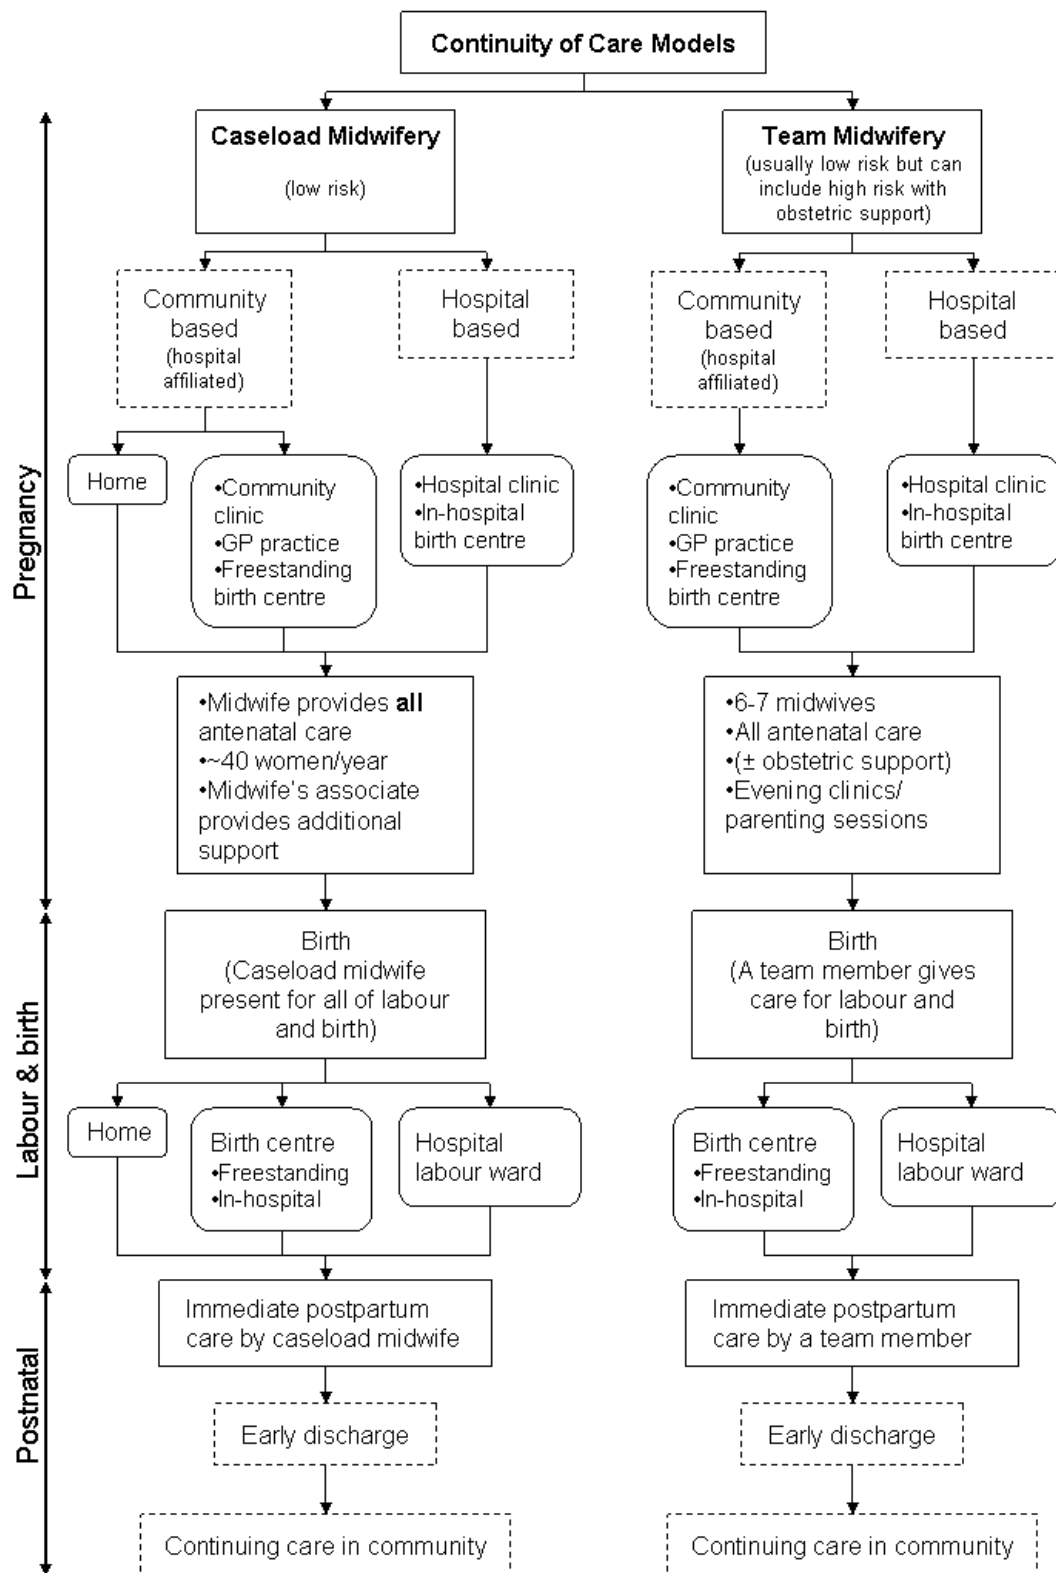 Continuity of Care Models
Caseload Midwifery
(low risk)
Team Midwifery
(usually low risk but can
include high risk with
obstetric support)
Pregnancy
Community
based
(hospital
affiliated)
Hospital
based
Community
based
(hospital
affiliated)
Hospital
based
Home
•Community
clinic
•GP practice
•Freestanding
birth centre
•Hospital clinic
•In-hospital
birth centre
•Community
clinic
•GP practice
•Freestanding
birth centre
•Hospital clinic
•In-hospital
birth centre
•Midwife provides all
antenatal care
•~40 women/year
•Midwife's associate
provides additional
support
•6-7 midwives
•All antenatal care
•(± obstetric support)
•Evening clinics/
parenting sessions
Labour & birth
Birth
(Caseload midwife
present for all of labour
and birth)
Birth
(A team member gives
care for labour and
birth)
Home
Birth centre
•Freestanding
•In-hospital
Hospital
labour ward
Birth centre
•Freestanding
•In-hospital
Hospital
labour ward
Postnatal
Immediate postpartum
care by caseload midwife
Immediate postpartum
care by a team member
Early discharge
Early discharge
Continuing care in community
Continuing care in community